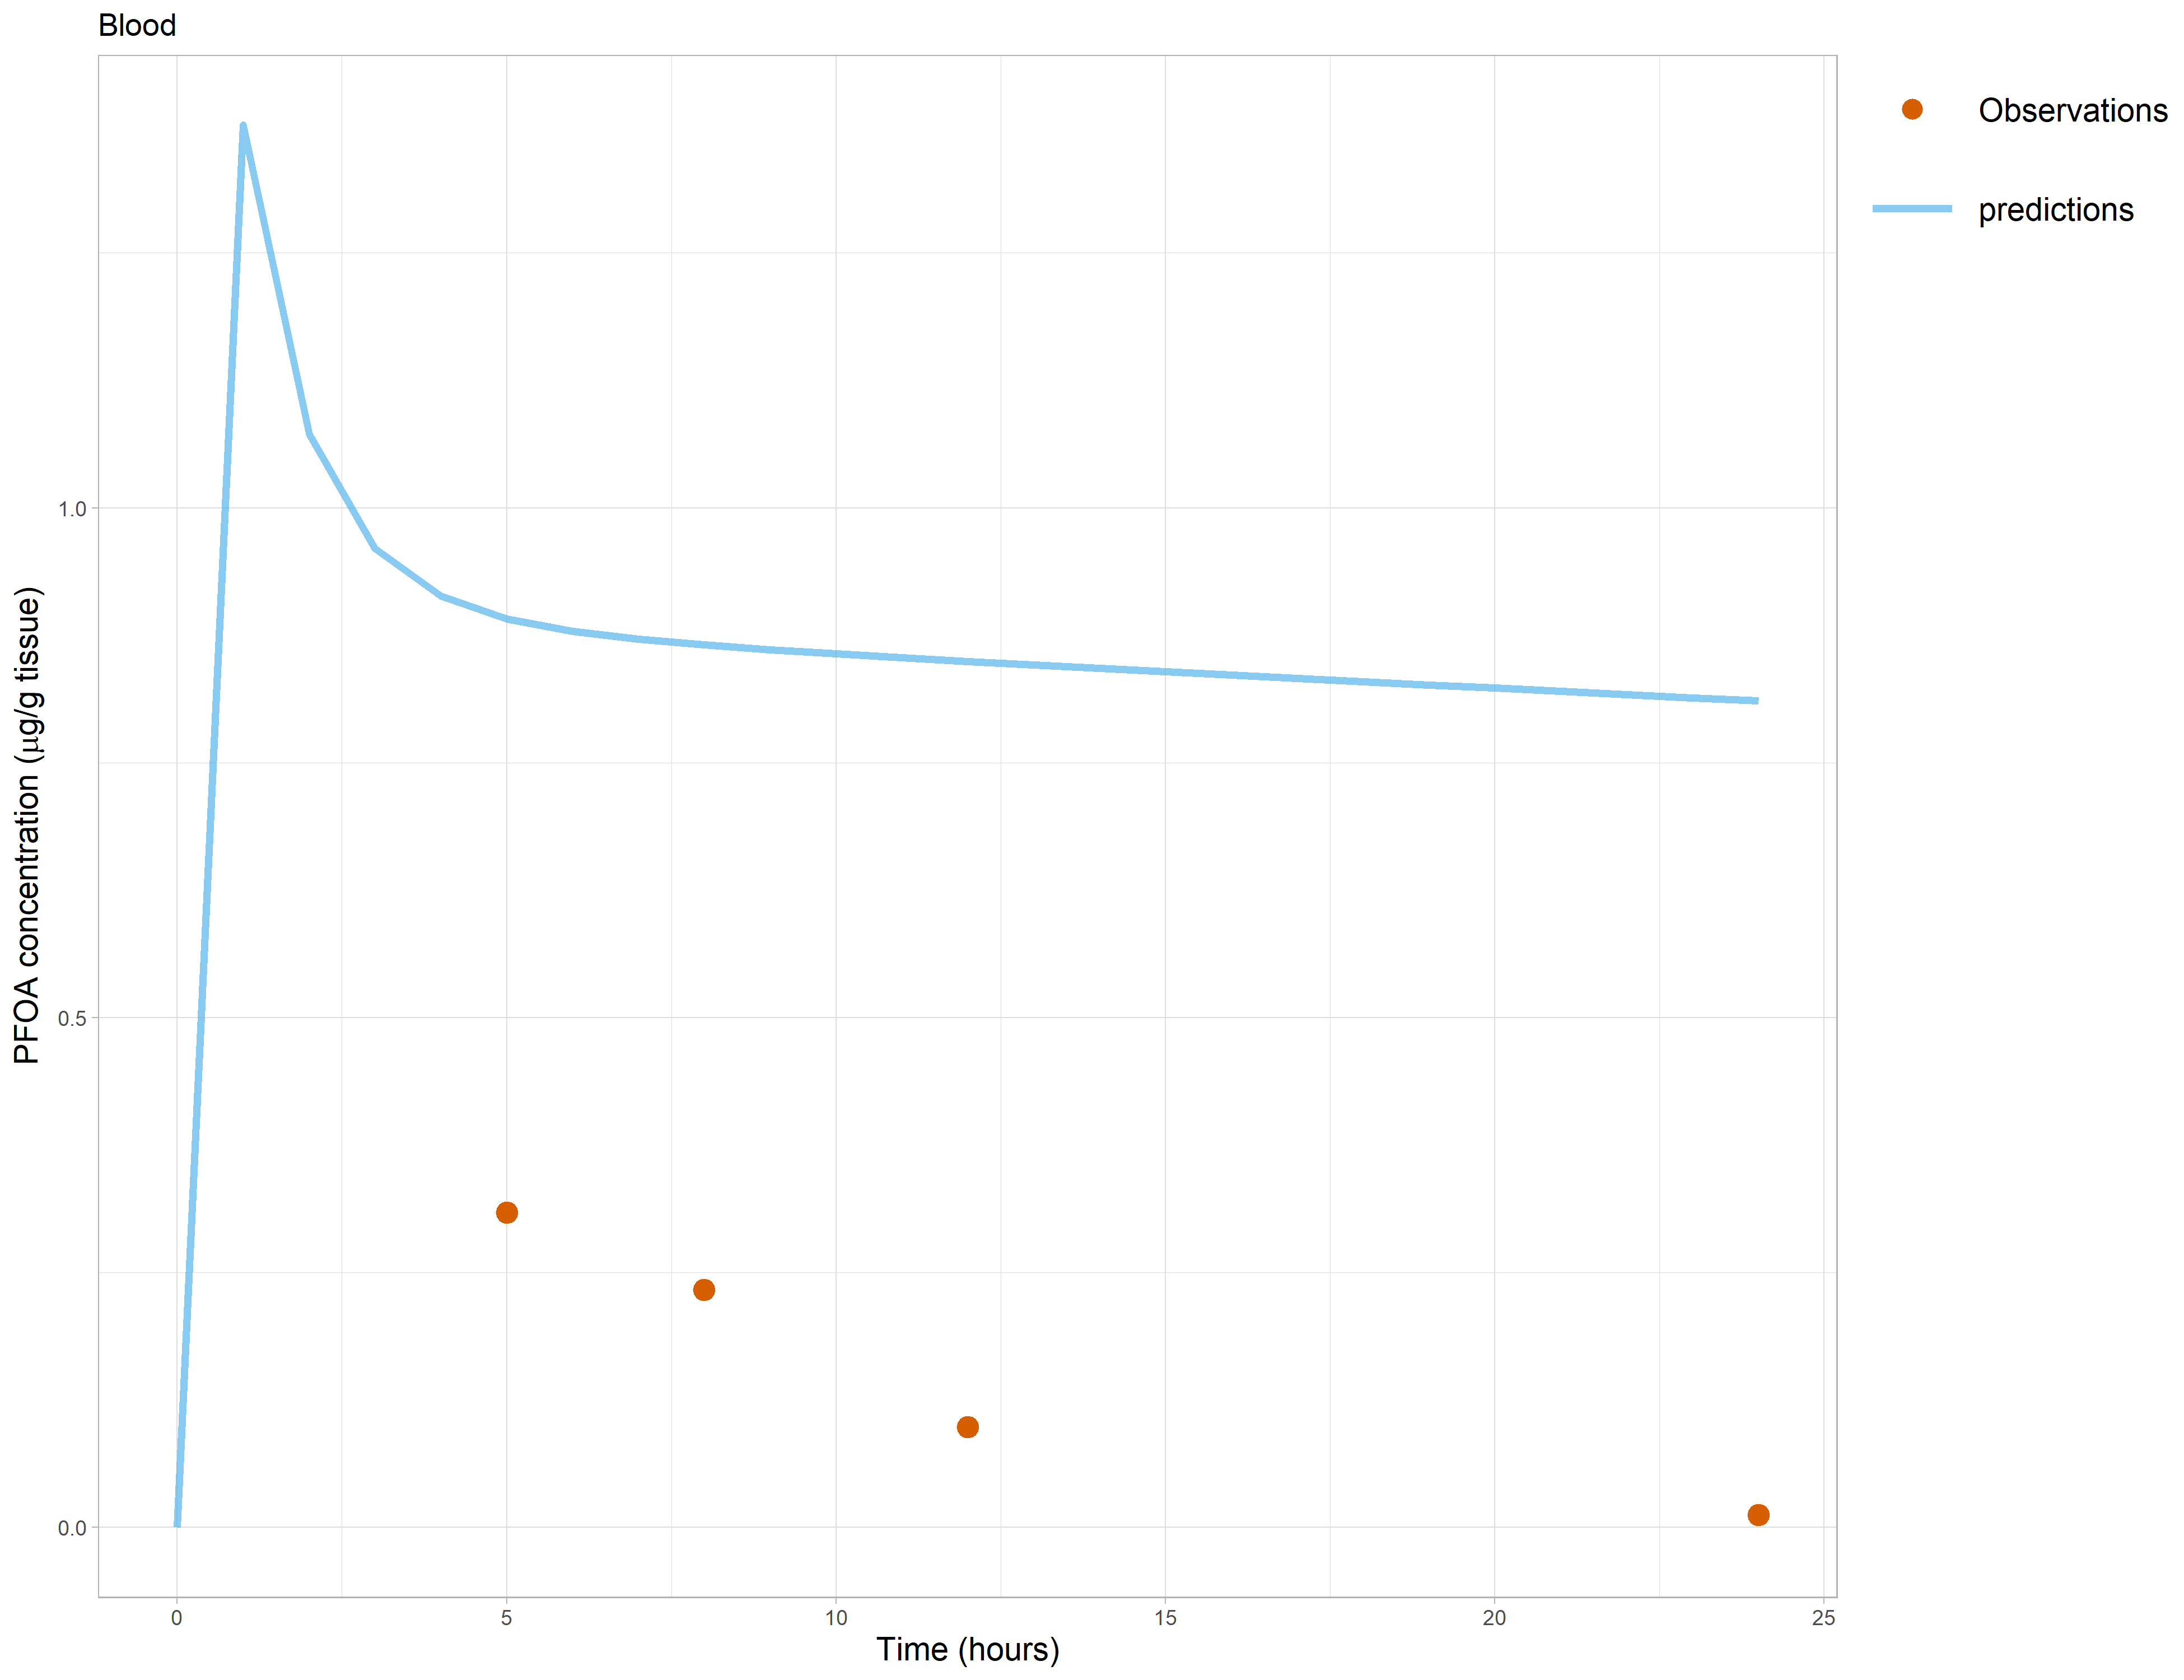 Blood
Observations
predictions
PFOA concentration (μg/g tissue)
1.0
0.5
0.0
0 5 10 15 20 25
Time (hours)